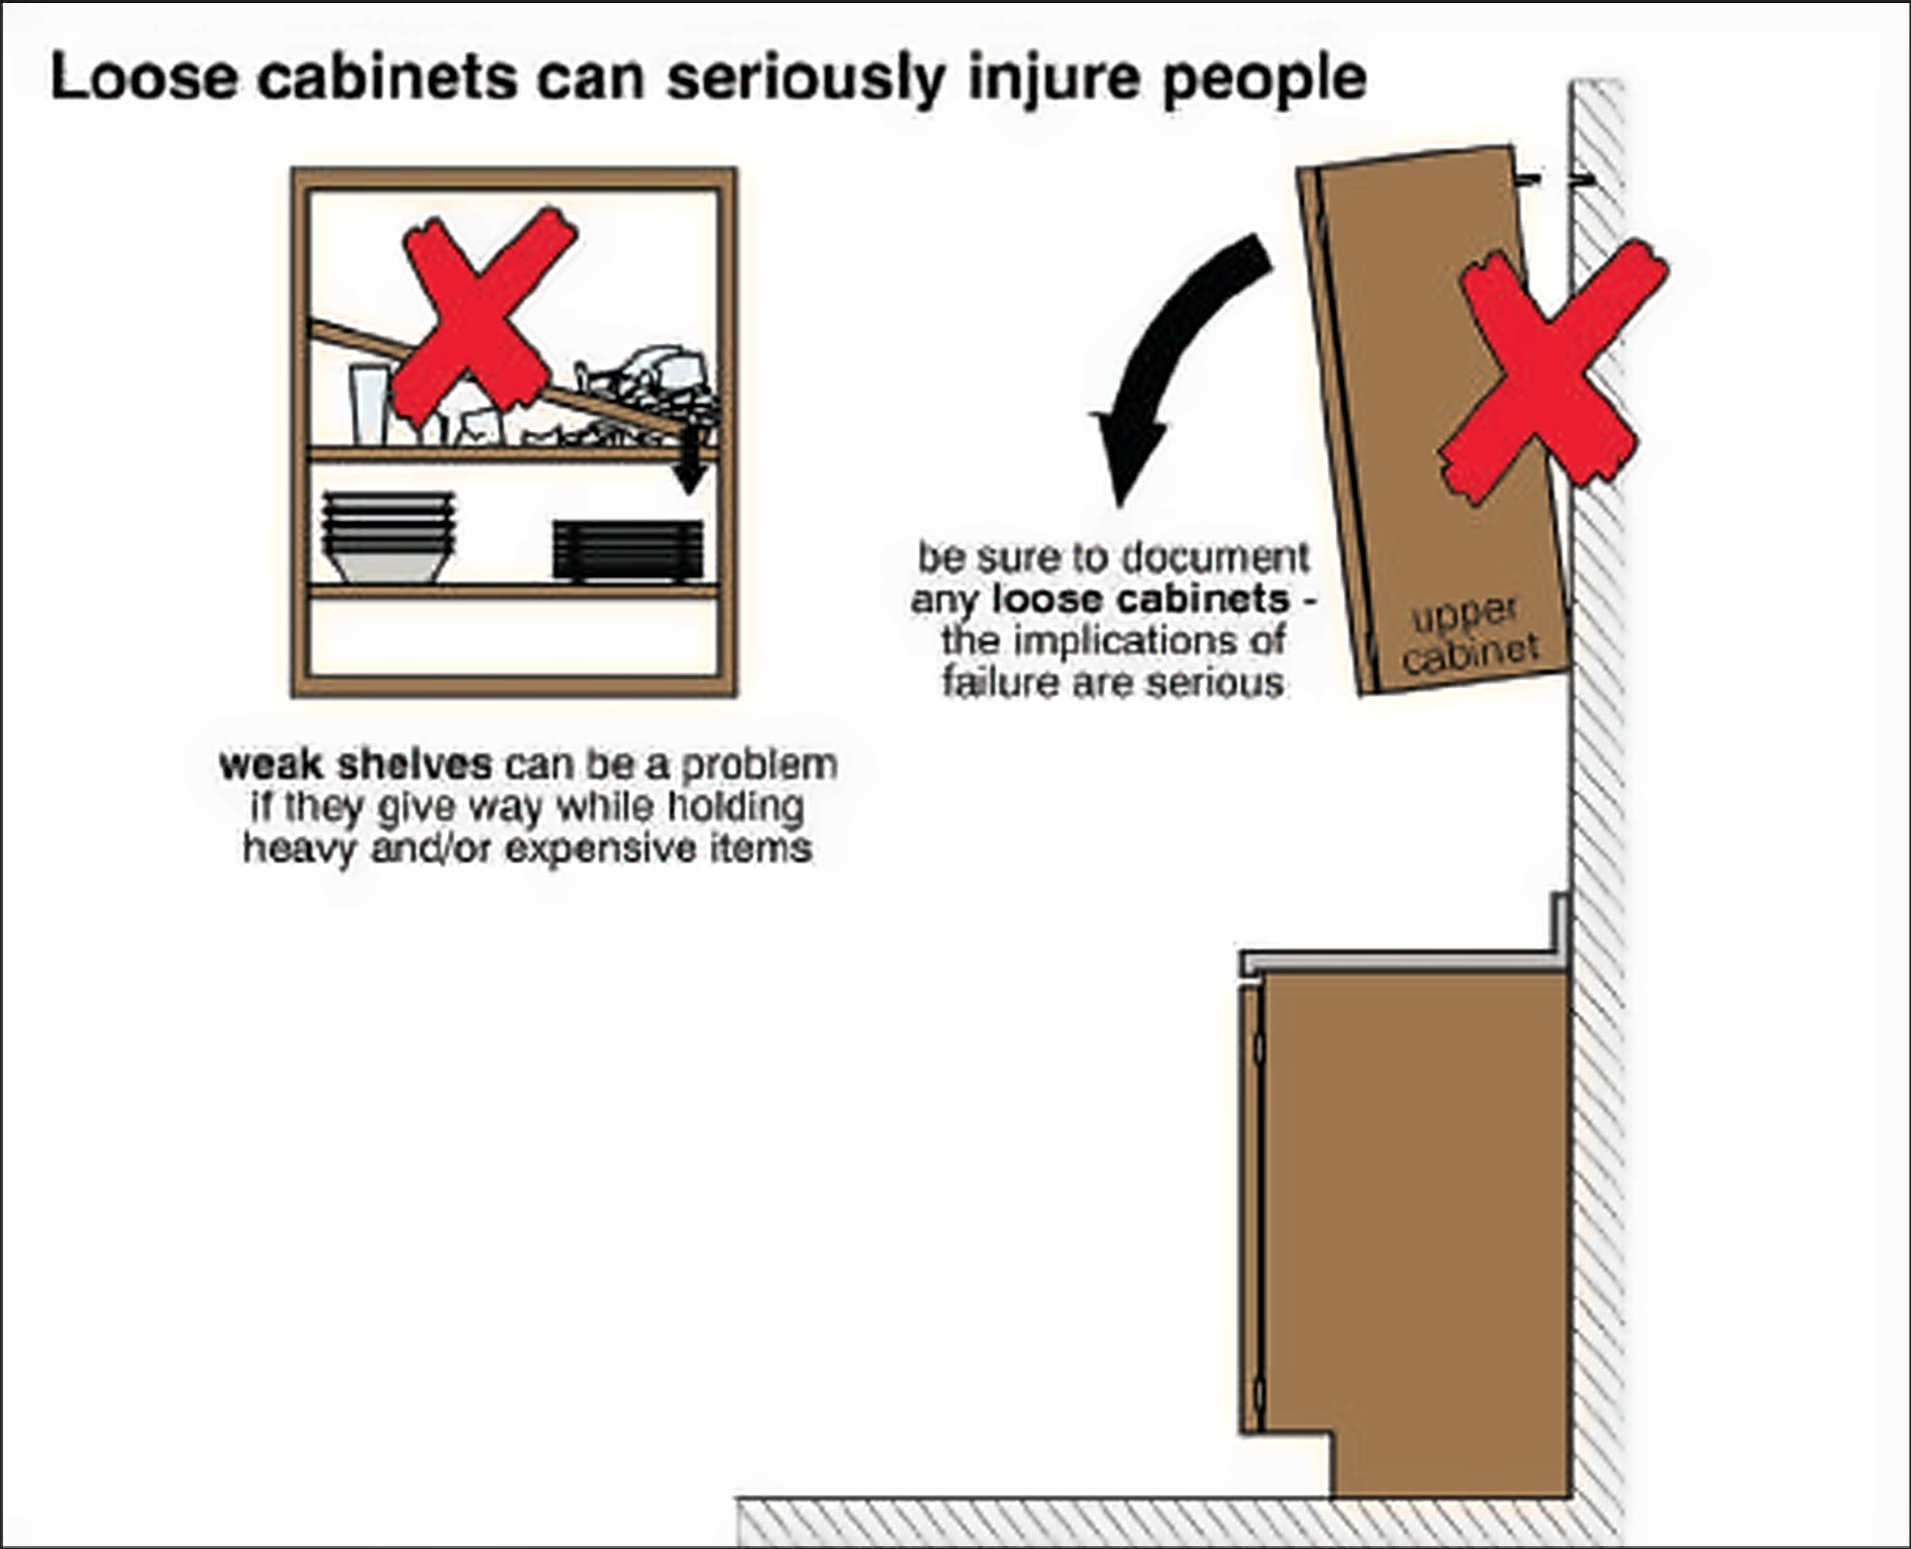 Loose cabinets can seriously injure people
be sure to document
any loose cabinets -
the implications of
failure are serious
upper
cabinet
weak shelves can be a problem
if they give way while holding
heavy and/or expensive items